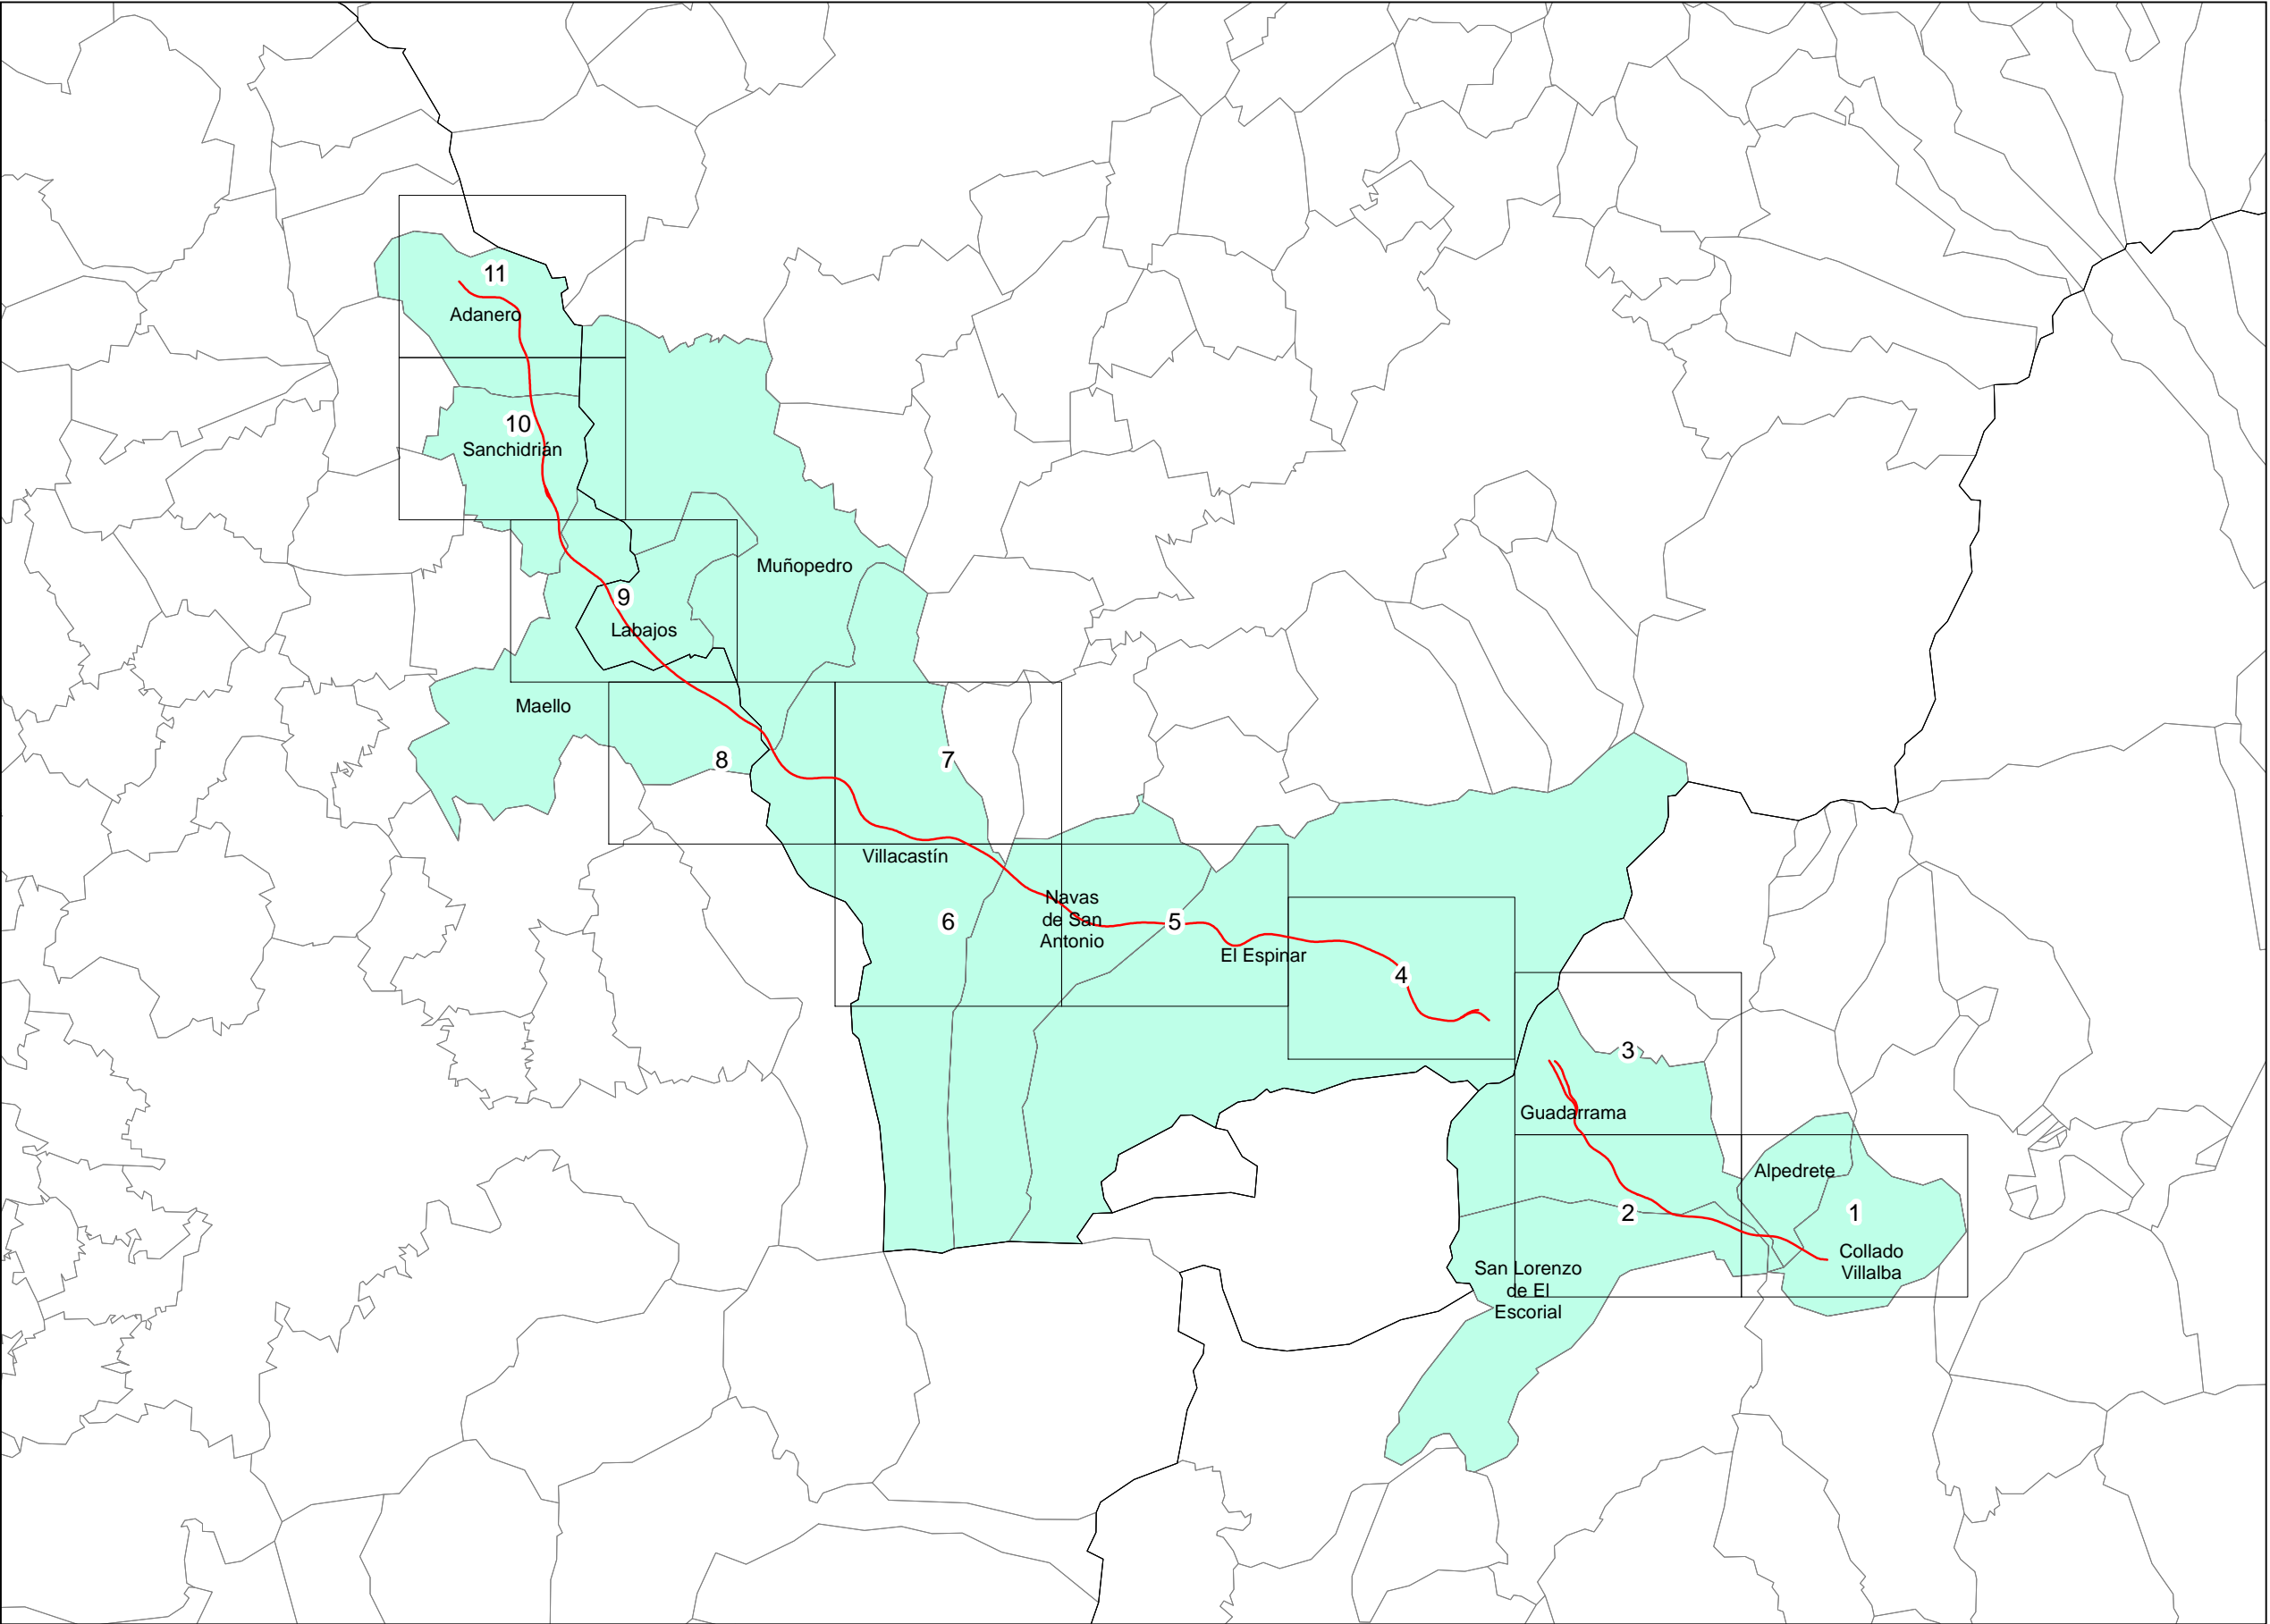 11
Adanero
10
Sanchidrián
Muñopedro
9
Labajos
Maello
8
7
Villacastín
6
Navas
de San
Antonio
5
El Espinar
4
3
Guadarrama
Alpedrete
2
1
Collado
Villalba
San Lorenzo
de El
Escorial